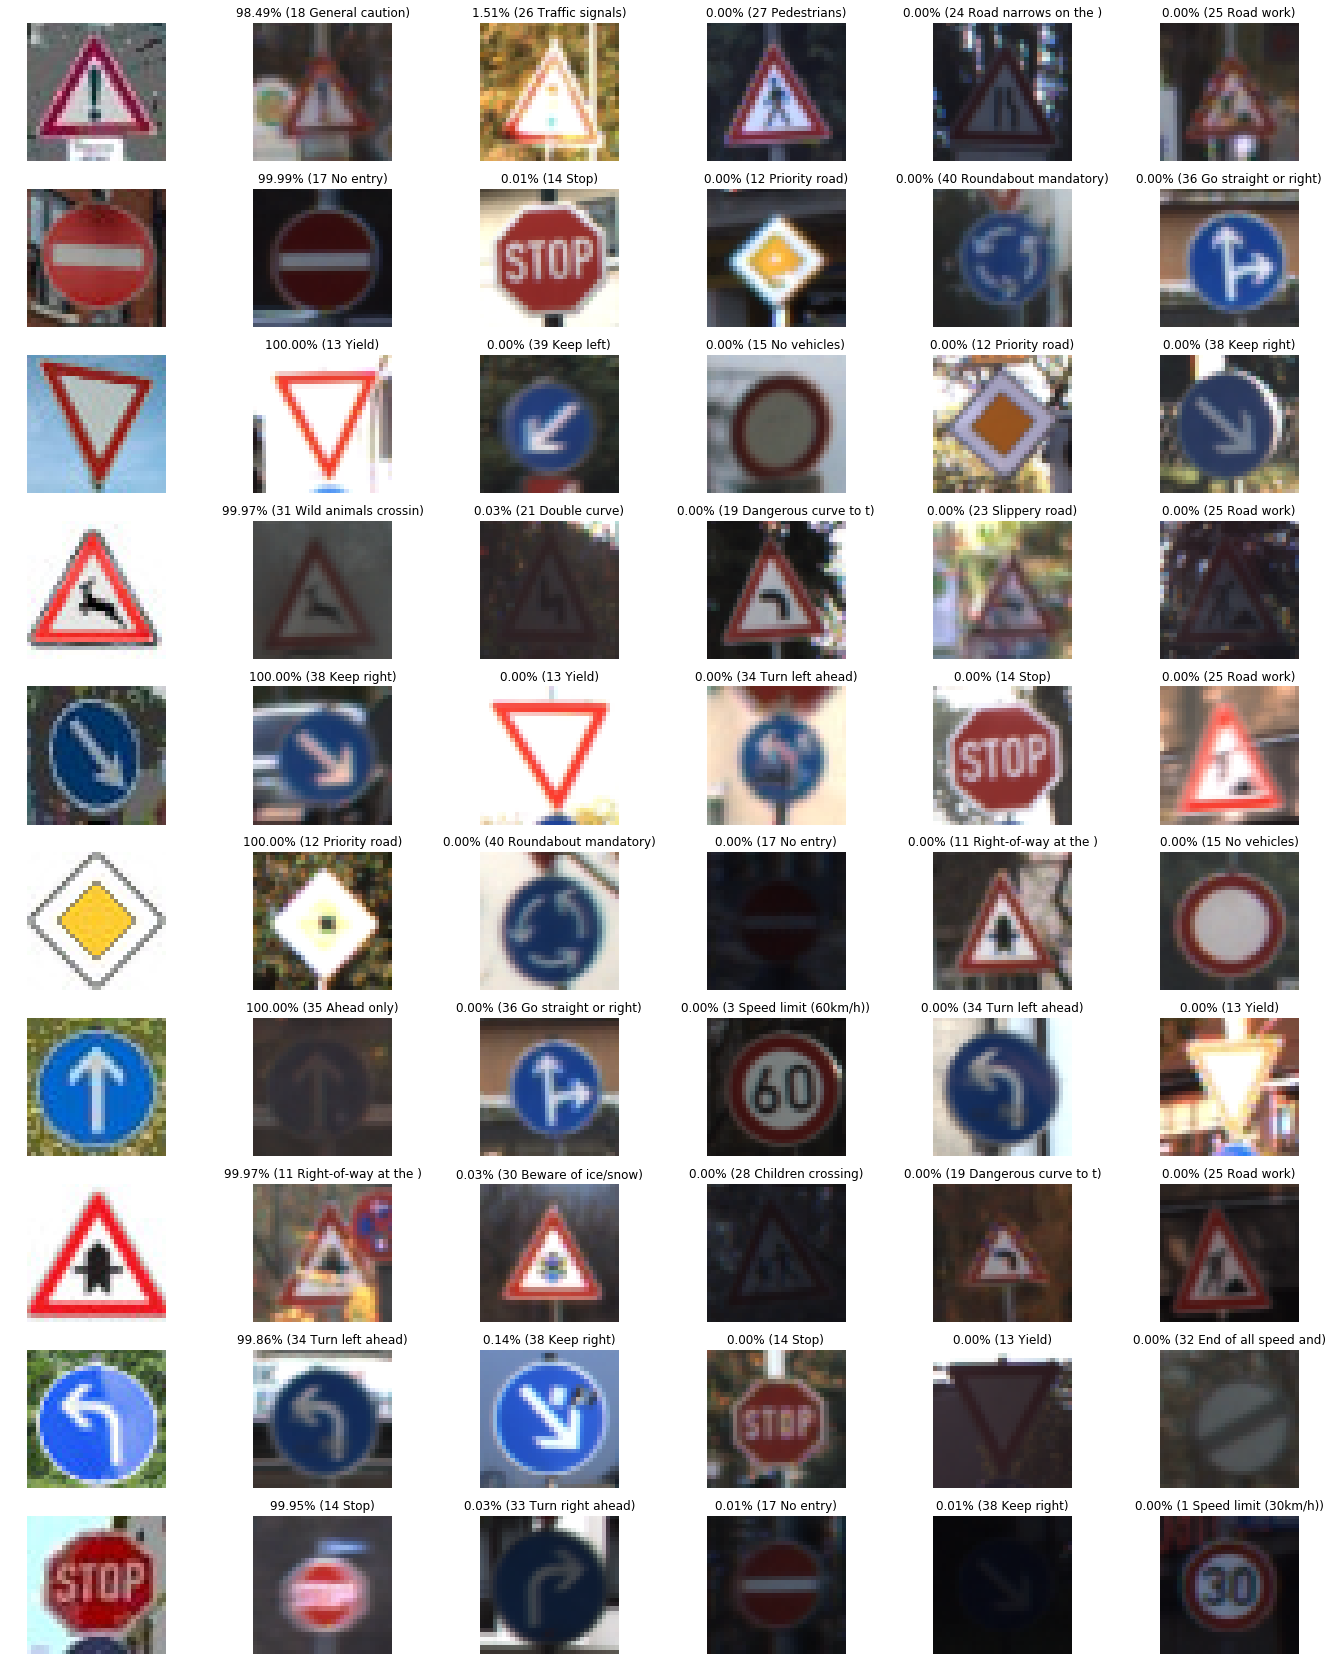 98.49% (18 General caution) 1.51% (26 Traffic signals) 0.00% (27 Pedestrians) 0.00% (24 Road narrows on the ) 0.00% (25 Road work)
99.99% (17 No entry) 0.01% (14 Stop) 0.00% (12 Priority road) 0.00% (40 Roundabout mandatory) 0.00% (36 Go straight or right)
STOP
100.00% (13 Yield) 0.00% (39 Keep left) 0.00% (15 No vehicles) 0.00% (12 Priority road) 0.00% (38 Keep right)
99.97% (31 Wild animals crossin) 0.03% (21 Double curve) 0.00% (19 Dangerous curve to t) 0.00% (23 Slippery road) 0.00% (25 Road work)
100.00% (38 Keep right) 0.00% (13 Yield) 0.00% (34 Turn left ahead) 0.00% (14 Stop) 0.00% (25 Road work)
STOP
100.00% (12 Priority road) 0.00% (40 Roundabout mandatory) 0.00% (17 No entry) 0.00% (11 Right-of-way at the ) 0.00% (15 No vehicles)
100.00% (35 Ahead only) 0.00% (36 Go straight or right) 0.00% (3 Speed limit (60km/h)) 0.00% (34 Turn left ahead) 0.00% (13 Yield)
60
99.97% (11 Right-of-way at the ) 0.03% (30 Beware of ice/snow) 0.00% (28 Children crossing) 0.00% (19 Dangerous curve to t) 0.00% (25 Road work)
99.86% (34 Turn left ahead) 0.14% (38 Keep right) 0.00% (14 Stop) 0.00% (13 Yield) 0.00% (32 End of all speed and)
STOP
99.95% (14 Stop) 0.03% (33 Turn right ahead) 0.01% (17 No entry) 0.01% (38 Keep right) 0.00% (1 Speed limit (30km/h))
STOP 30